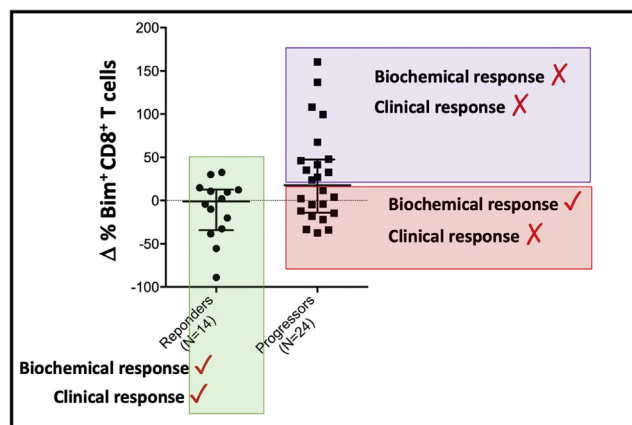 200
150
100
50
0
-50
-100
Δ % Bim⁺ CD8⁺ T cells
Biochemical response ✗
Clinical response ✗
Biochemical response ✓
Clinical response ✗
Reponders
(N=14)
Progressors
(N=24)
Biochemical response ✓
Clinical response ✓